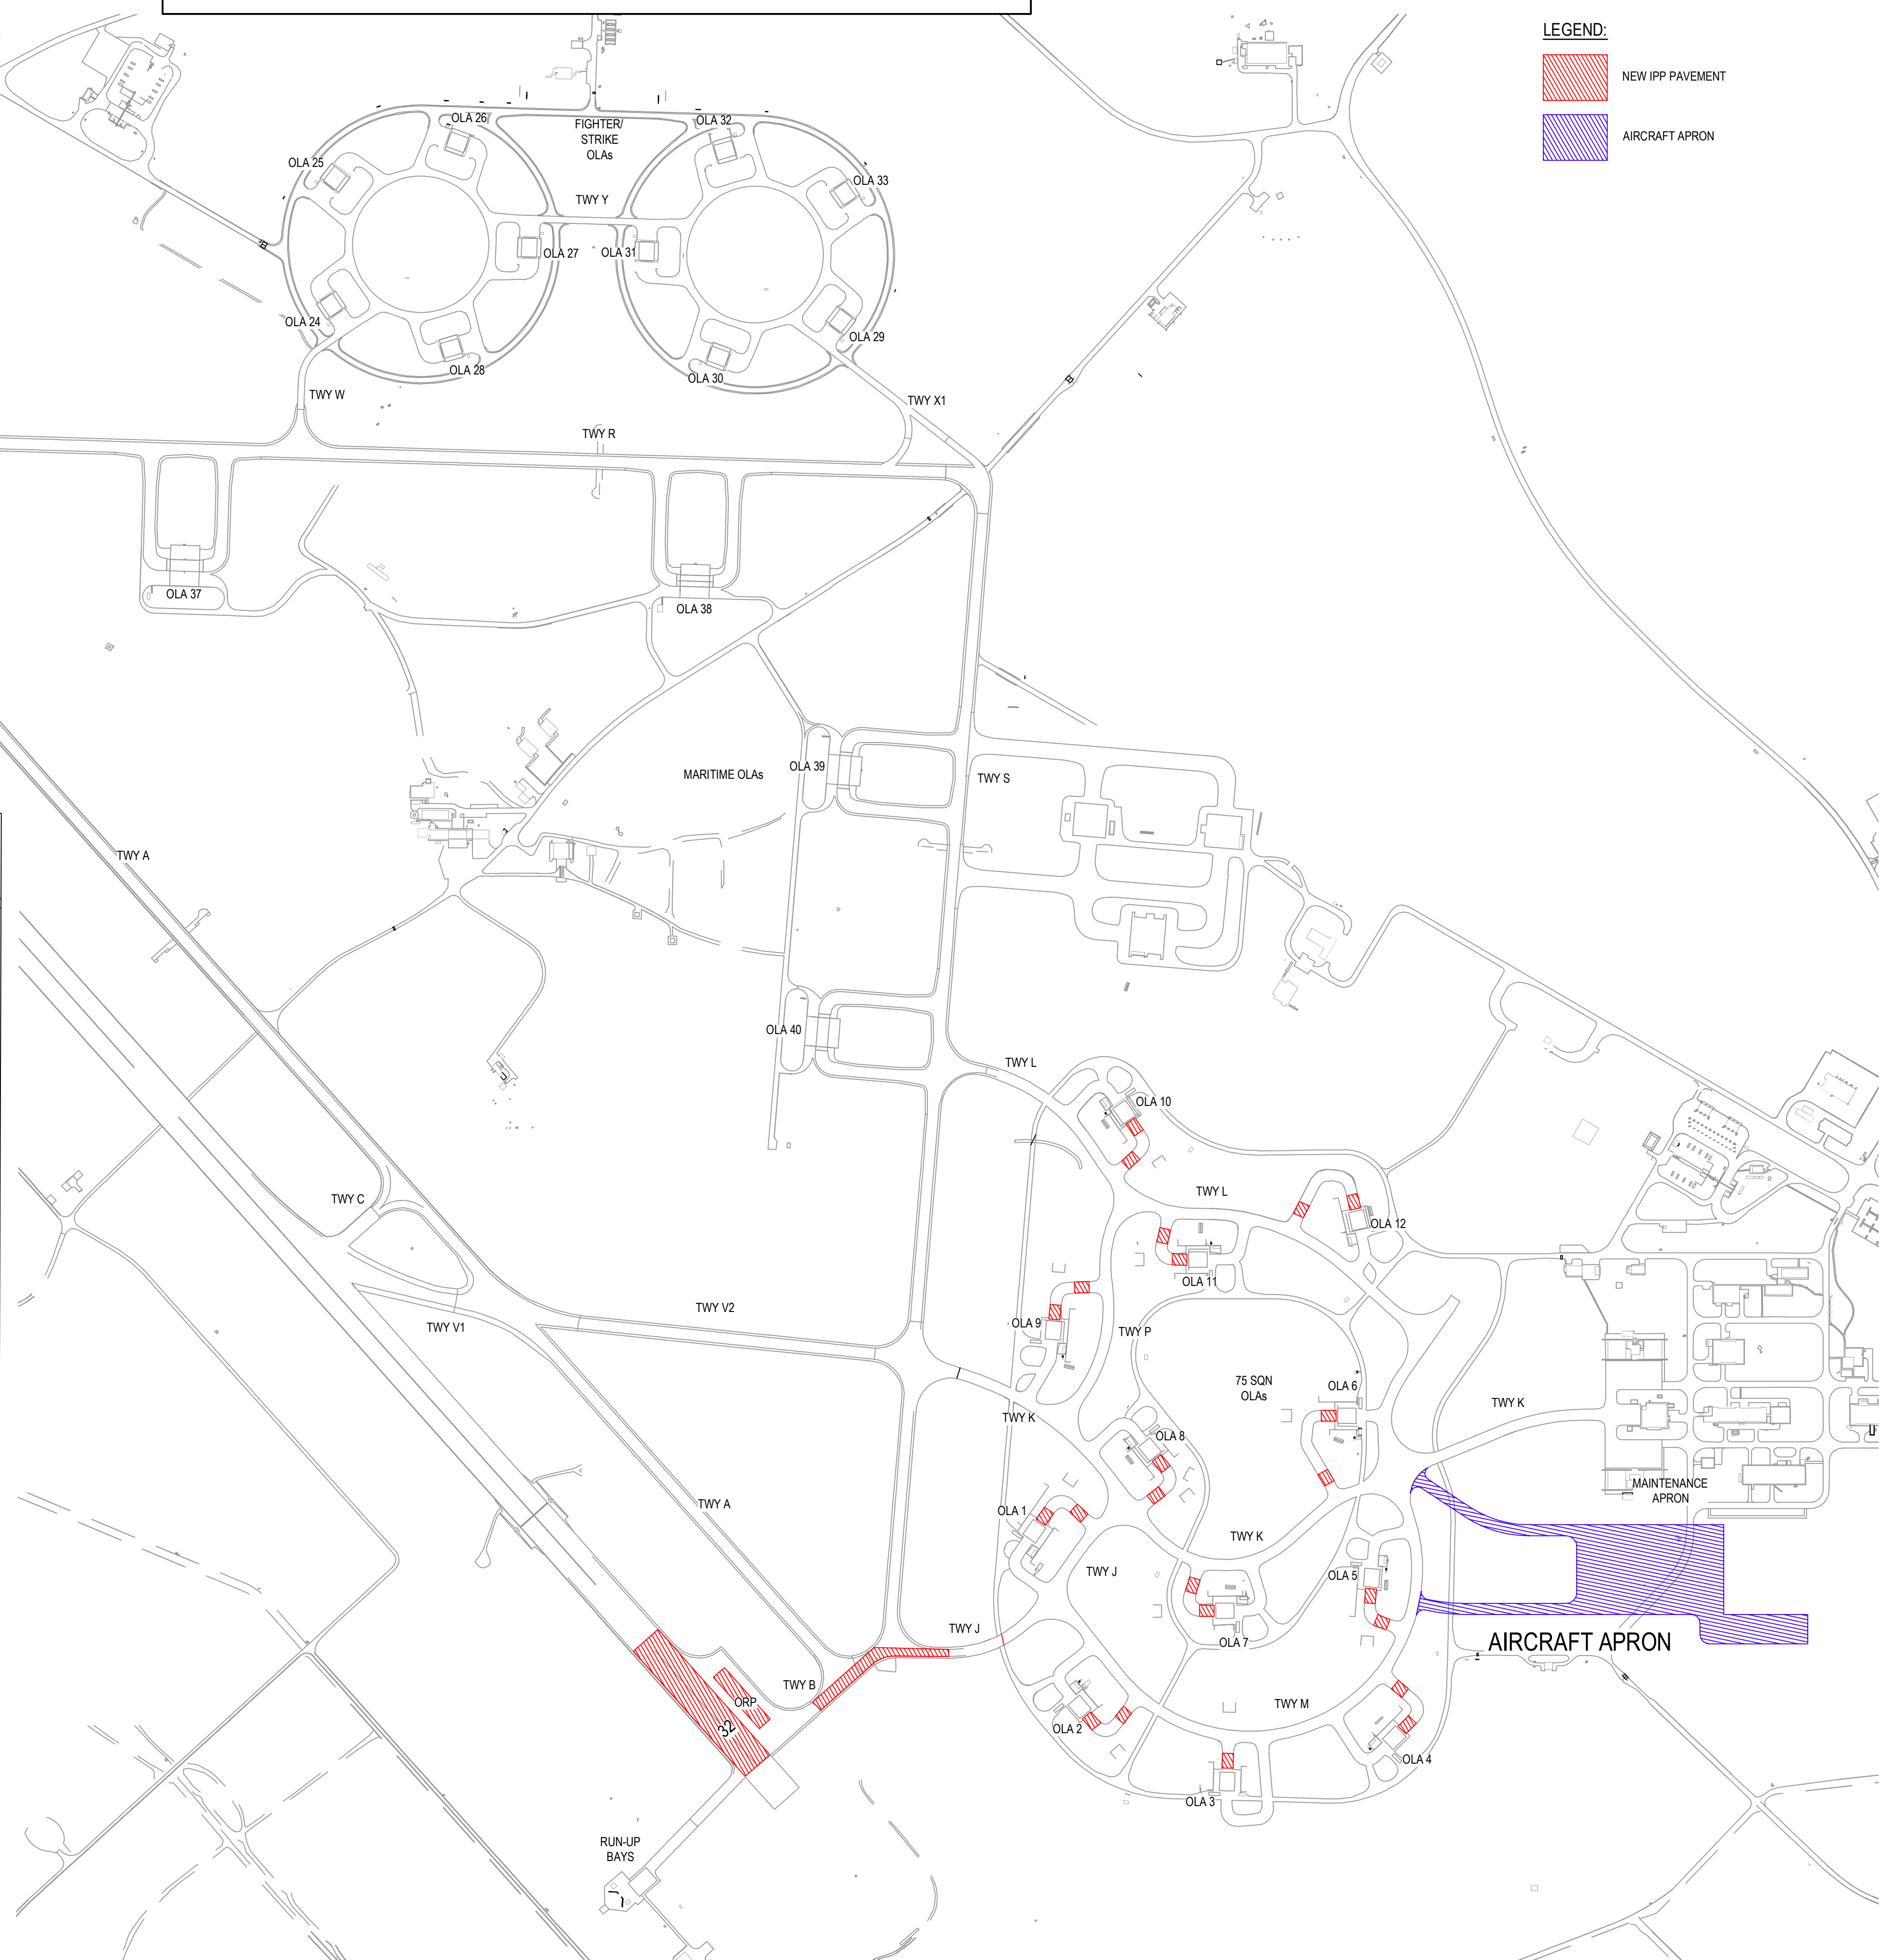 LEGEND:
NEW IPP PAVEMENT
AIRCRAFT APRON
OLA 26
FIGHTER/
STRIKE
OLAs
OLA 32
OLA 25
OLA 33
TWY Y
OLA 27
OLA 31
OLA 24
OLA 29
OLA 28
OLA 30
TWY W
TWY X1
TWY R
OLA 37
OLA 38
MARITIME OLAs
OLA 39
TWY S
TWY A
OLA 40
TWY L
OLA 10
TWY C
TWY L
OLA 12
OLA 11
TWY V2
TWY V1
OLA 9
TWY P
75 SQN
OLAs
OLA 6
TWY K
TWY K
OLA 8
MAINTENANCE
APRON
TWY A
OLA 1
TWY K
TWY J
OLA 5
TWY J
OLA 7
AIRCRAFT APRON
TWY B
ORP
32
OLA 2
TWY M
OLA 4
OLA 3
RUN-UP
BAYS